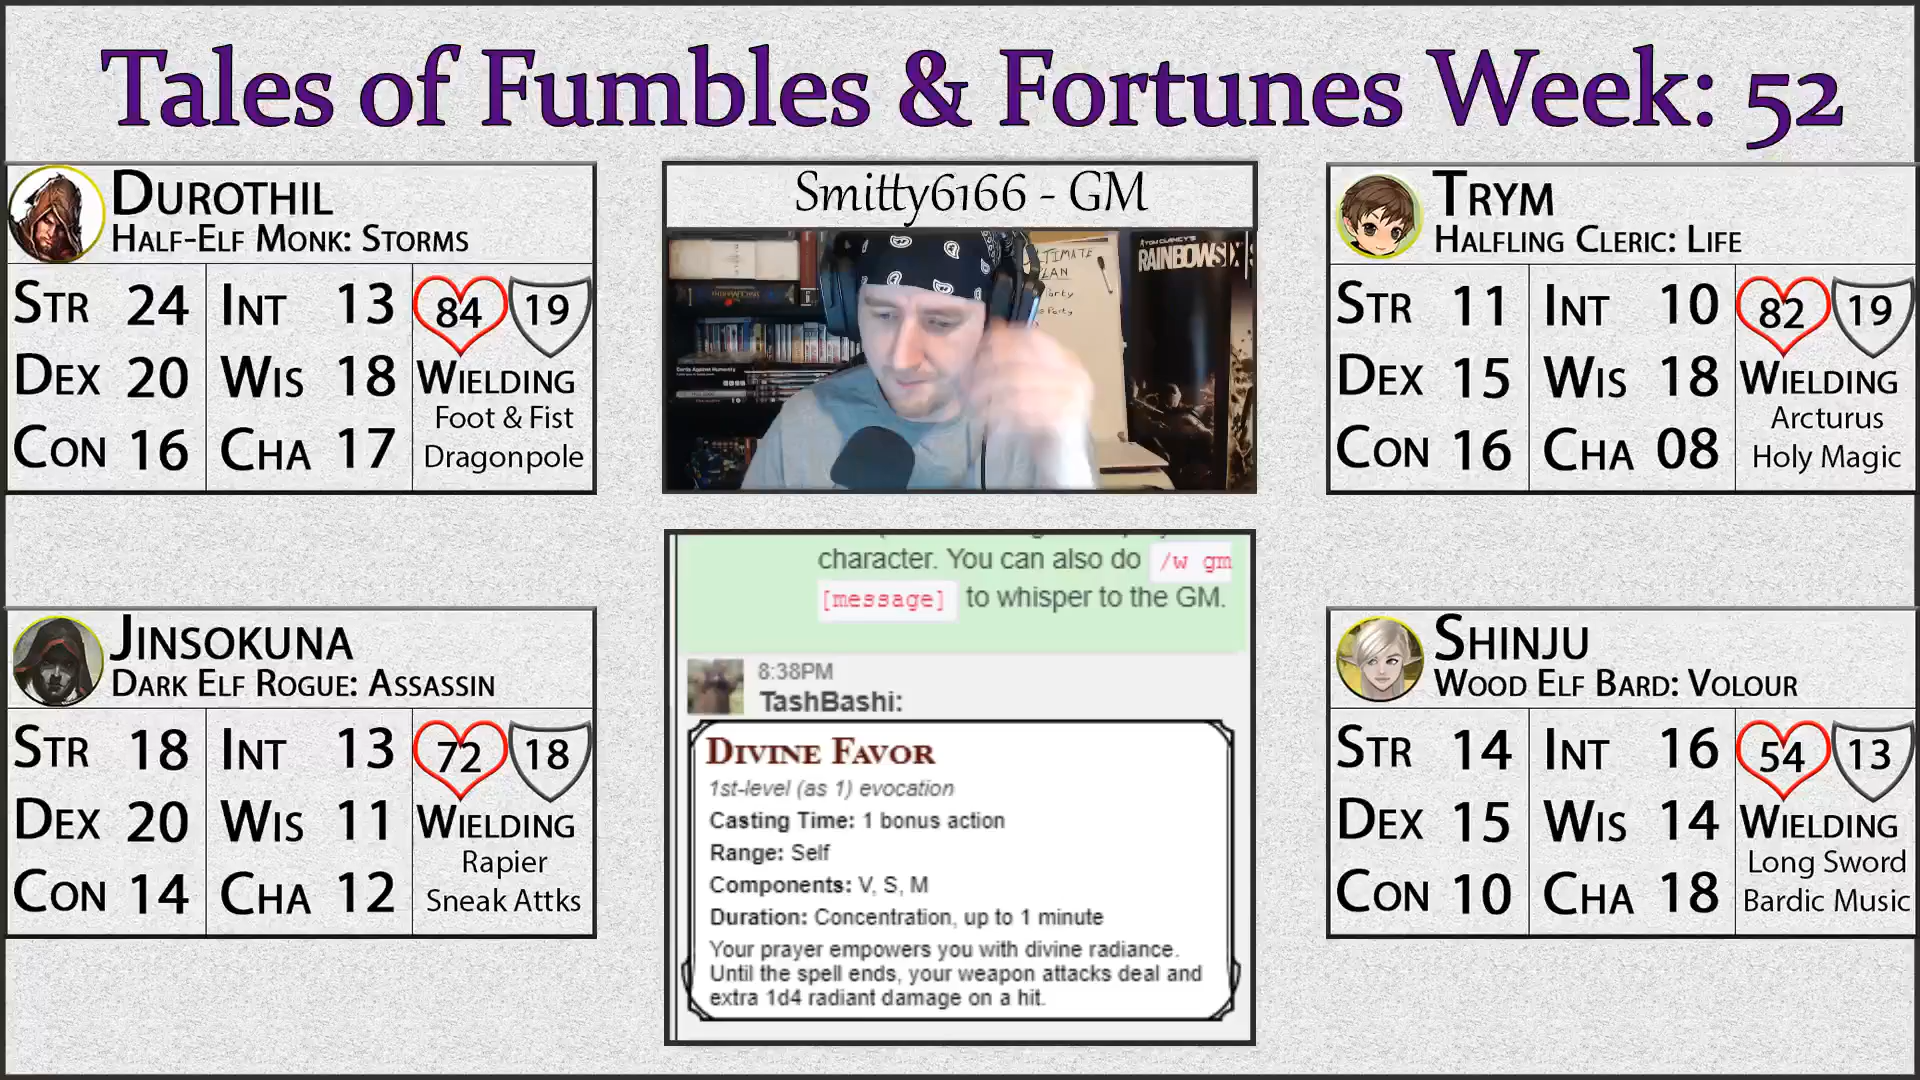 Tales of Fumbles & Fortunes Week: 52
Durothil
Half-Elf Monk: Storms
Str 24
Dex 20
Con 16
Int 13
Wis 18
Cha 17
84 19
Wielding
Foot & Fist
Dragonpole
Smitty6166 - GM
RAINBOWSIX
Trym
Halfling Cleric: Life
Str 11
Dex 15
Con 16
Int 10
Wis 18
Cha 08
82 19
Wielding
Arcturus
Holy Magic
Jinsokuna
Dark Elf Rogue: Assassin
Str 18
Dex 20
Con 14
Int 13
Wis 11
Cha 12
72 18
Wielding
Rapier
Sneak Attks
character. You can also do /w gm
[message] to whisper to the GM.
8:38PM
TashBashi:
Divine Favor
1st-level (as 1) evocation
Casting Time: 1 bonus action
Range: Self
Components: V, S, M
Duration: Concentration, up to 1 minute
Your prayer empowers you with divine radiance.
Until the spell ends, your weapon attacks deal and
extra 1d4 radiant damage on a hit.
Shinju
Wood Elf Bard: Volour
Str 14
Dex 15
Con 10
Int 16
Wis 14
Cha 18
54 13
Wielding
Long Sword
Bardic Music